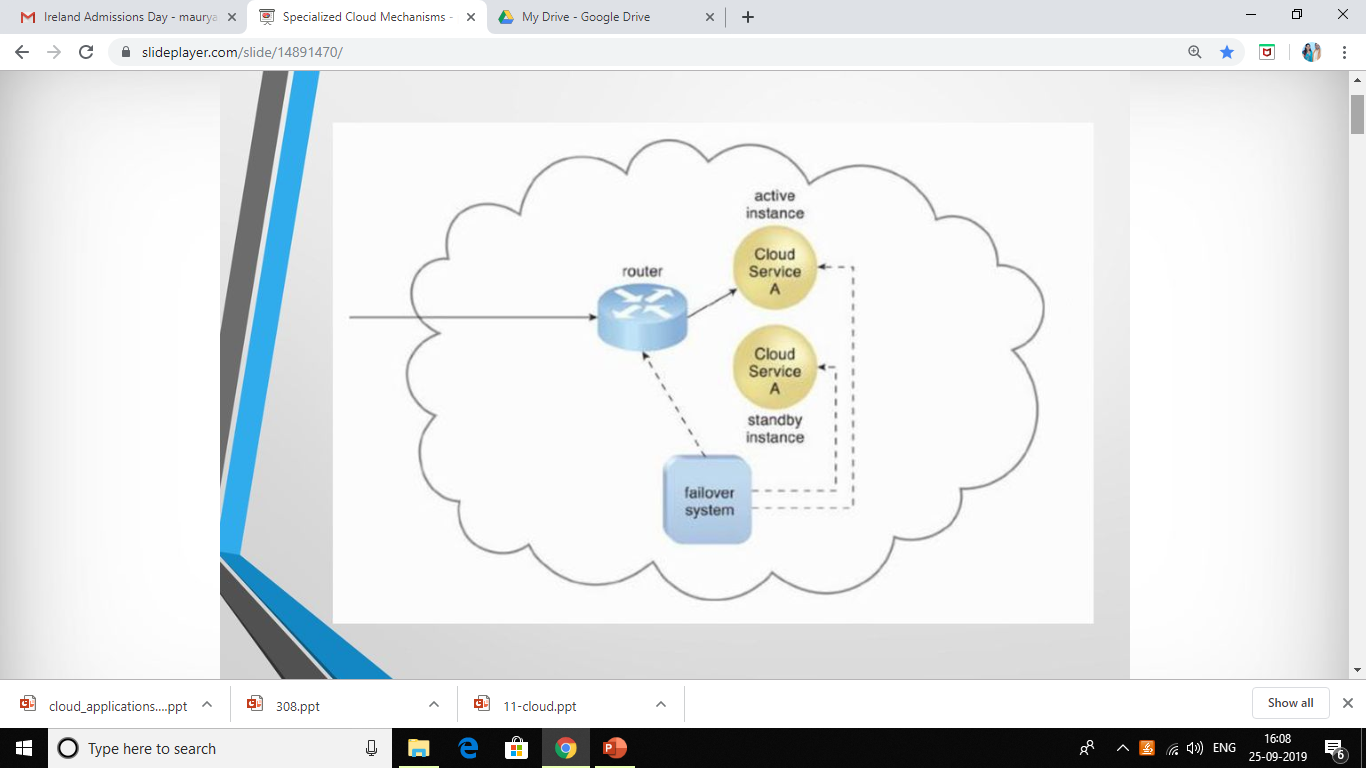 Ireland Admissions Day - maurya
Specialized Cloud Mechanisms -
My Drive - Google Drive
slideplayer.com/slide/14891470/
active
instance
Cloud
Service
A
router
Cloud
Service
A
standby
instance
failover
system
cloud_applications....ppt
308.ppt
11-cloud.ppt
Show all
Type here to search
ENG
16:08
25-09-2019
6